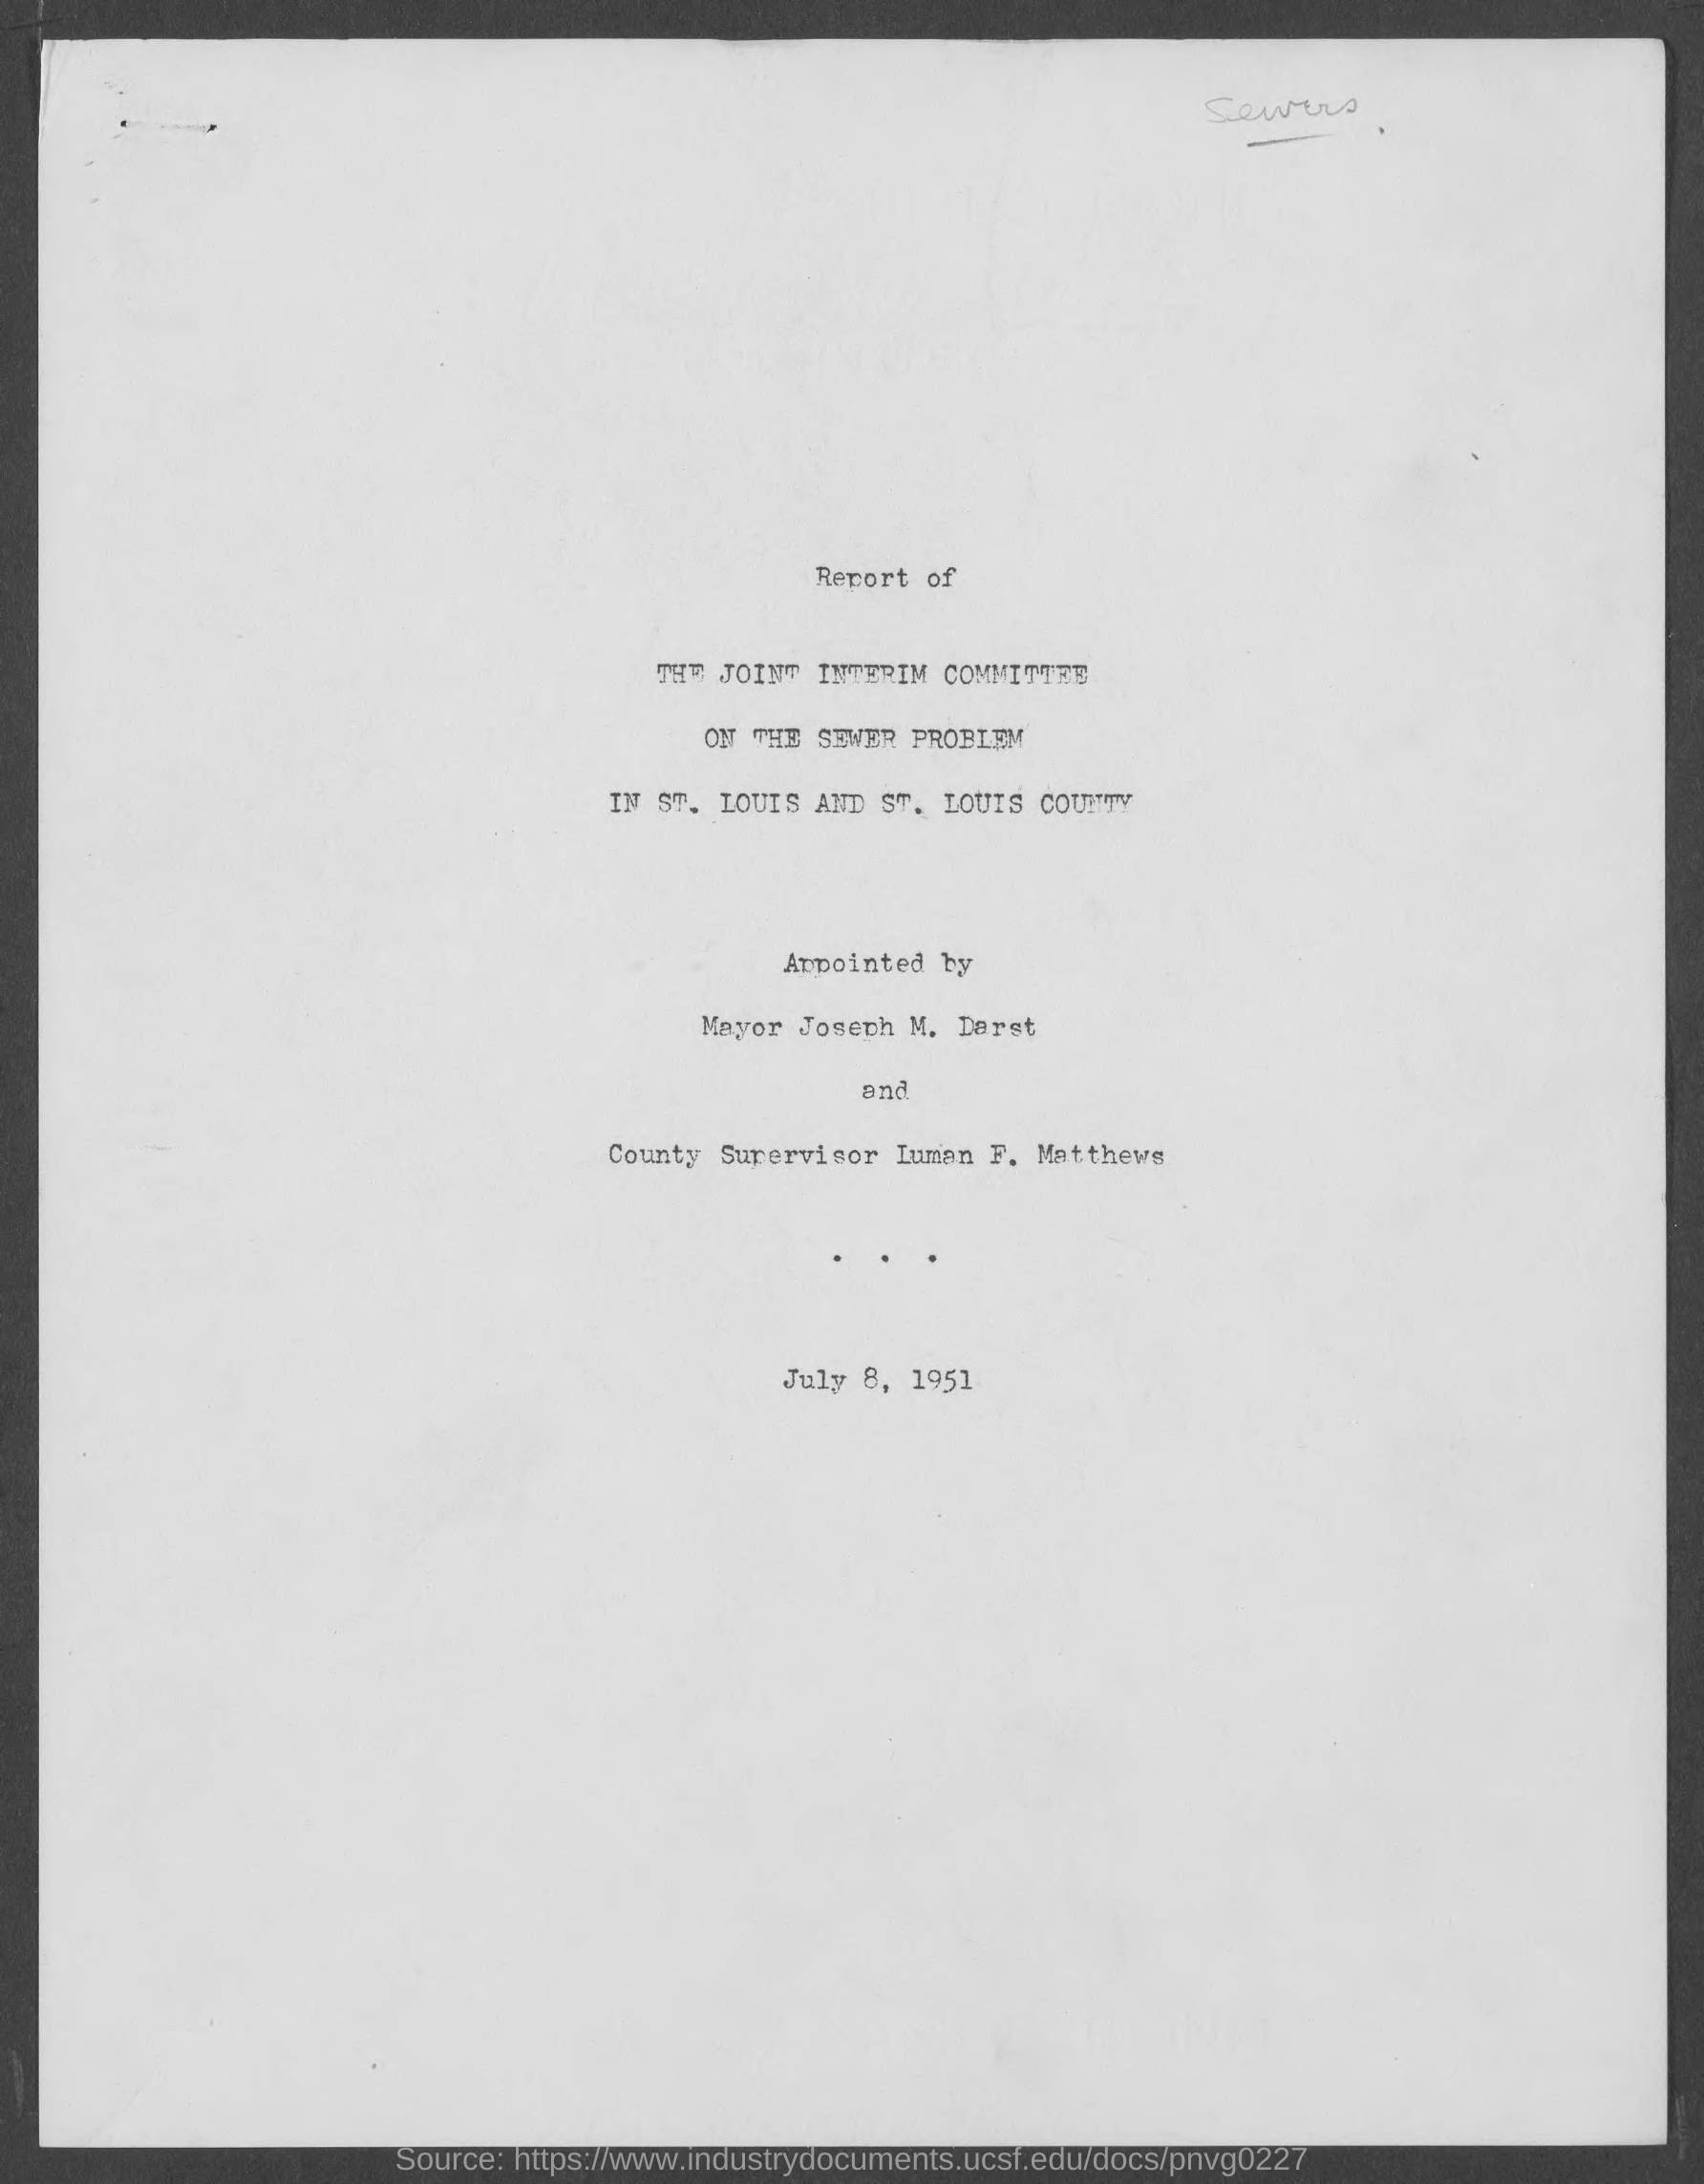 Sewers.
Report of
THE JOINT INTERIM COMMITTEE
ON THE SEWER PROBLEM
IN ST. LOUIS AND ST. LOUIS COUNTY
Appointed by
Mayor Joseph M. Darst
and
County Supervisor Luman F. Matthews
. . .
July 8, 1951
Source: https://www.industrydocuments.ucsf.edu/docs/pnvg0227